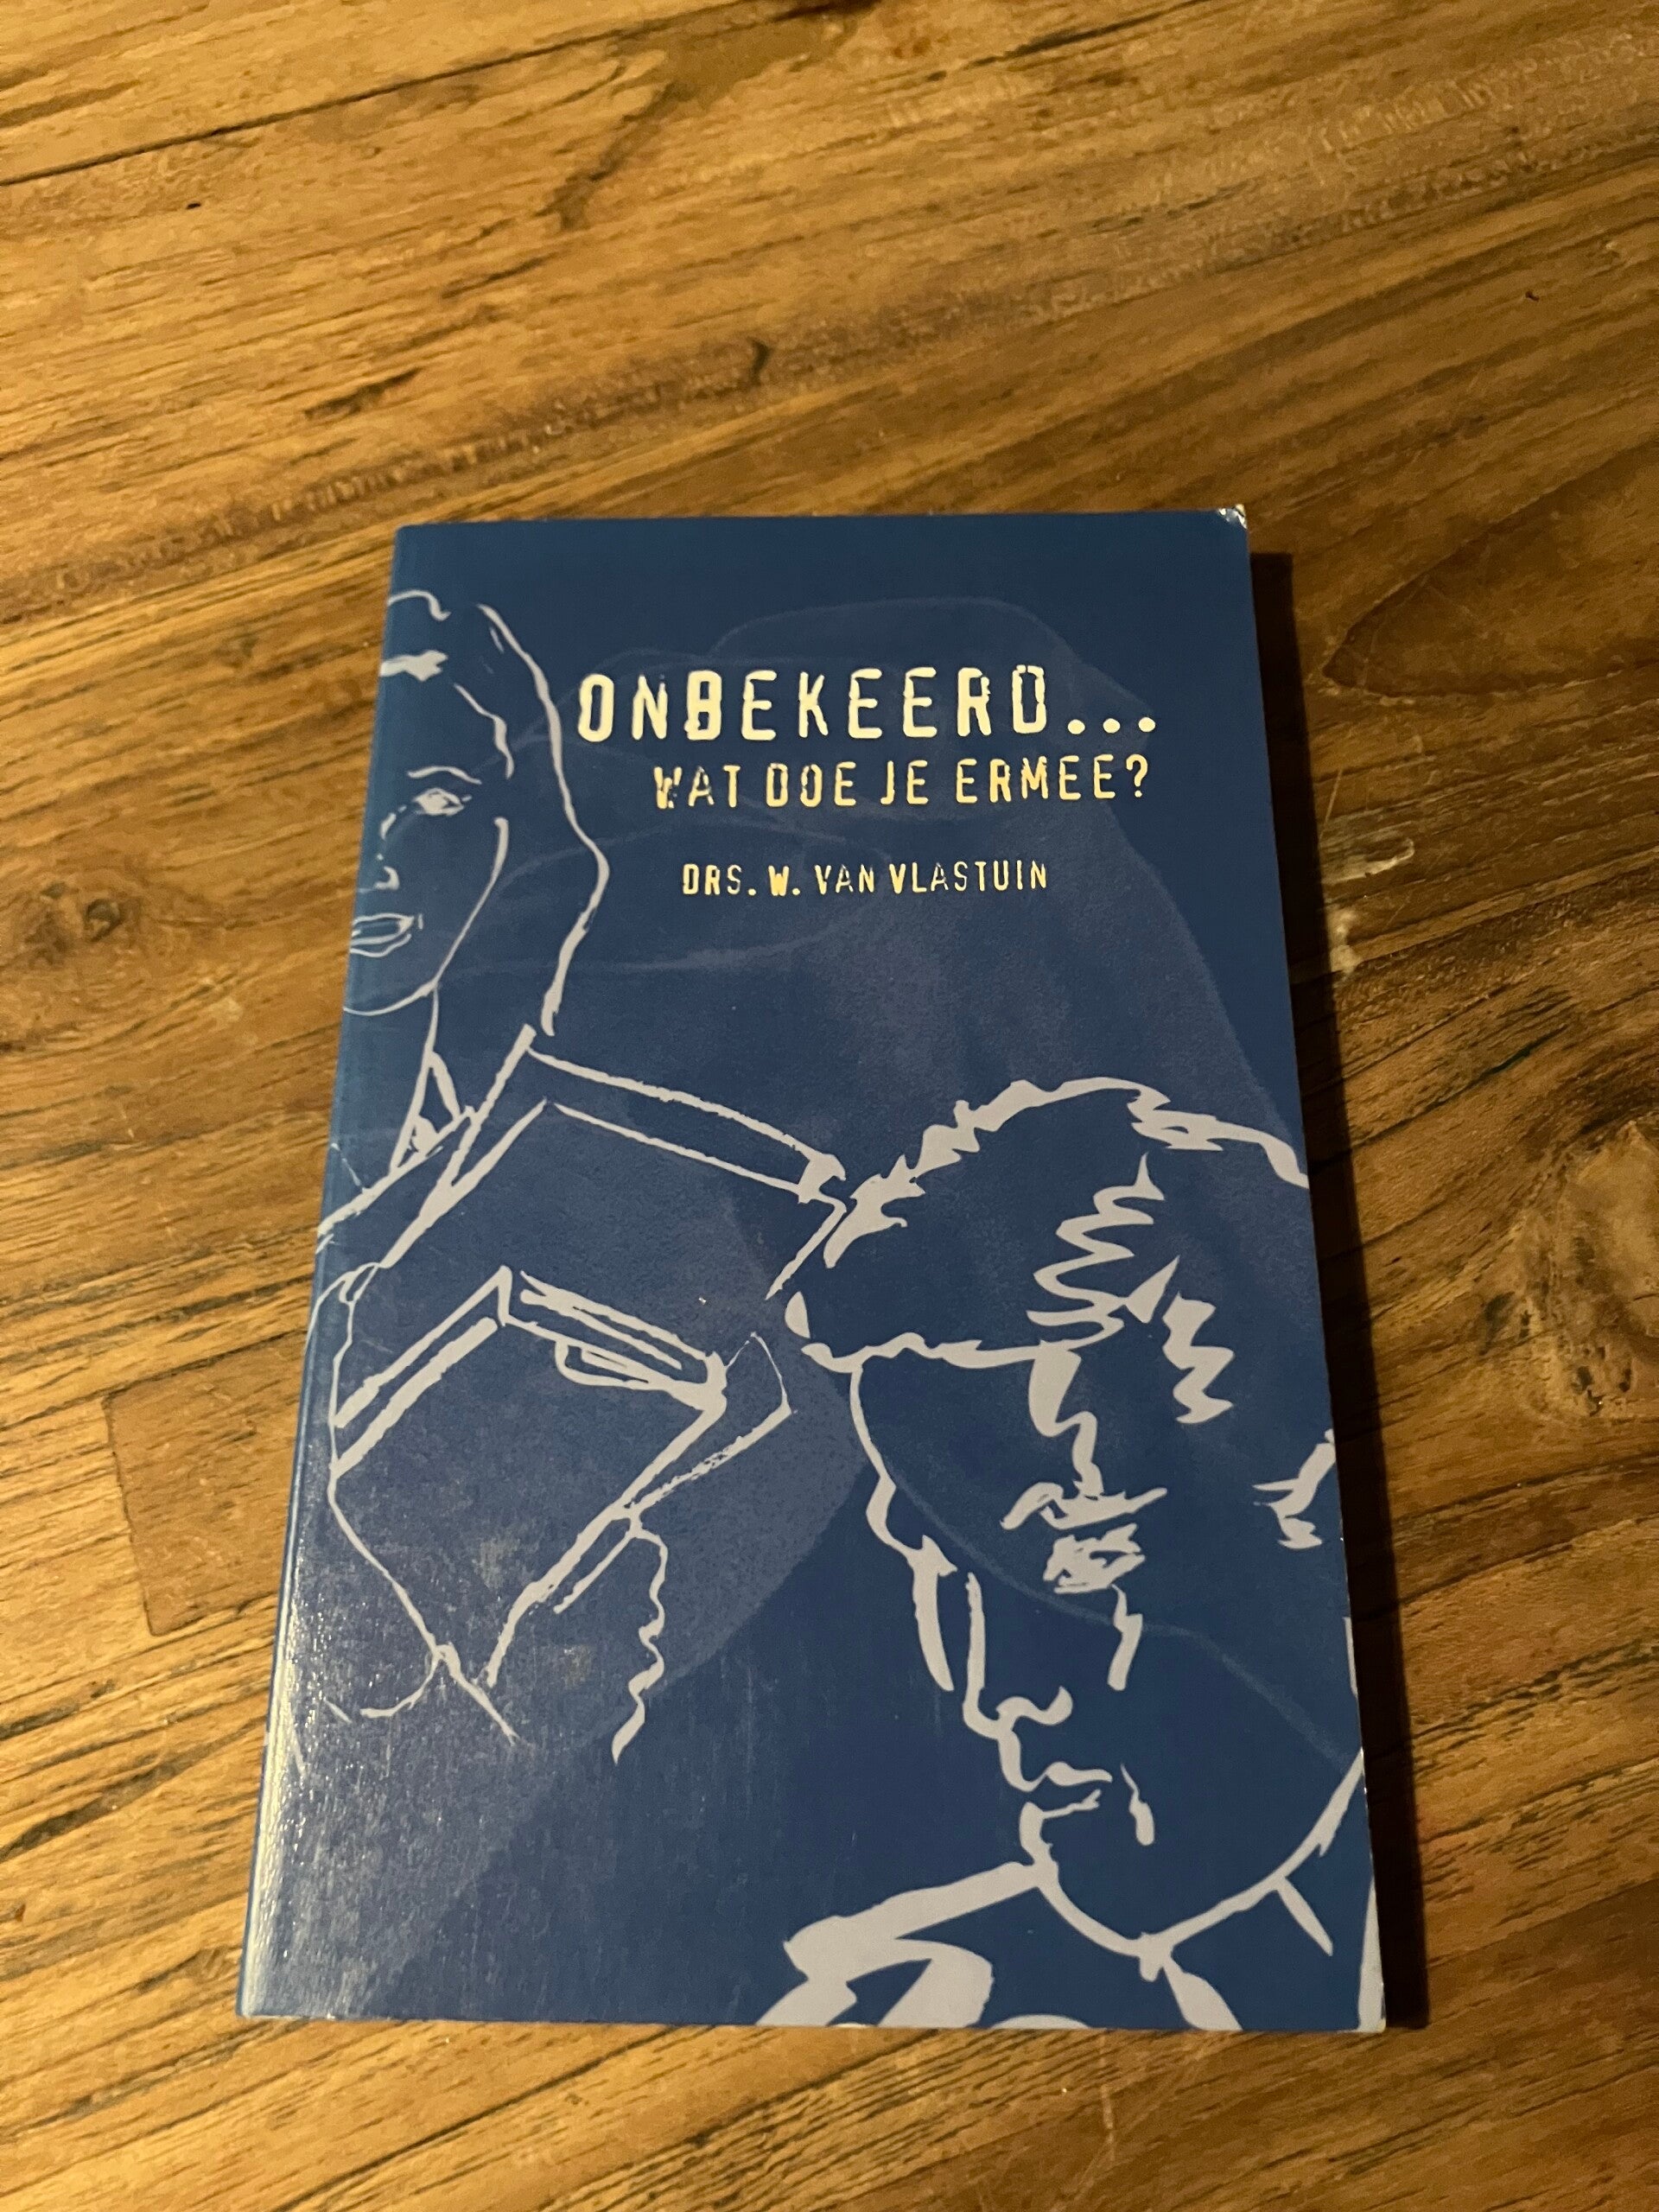 ONBEKEERD...
WAT DOE JE ERMEE?
DRS. W. VAN VLASTUIN